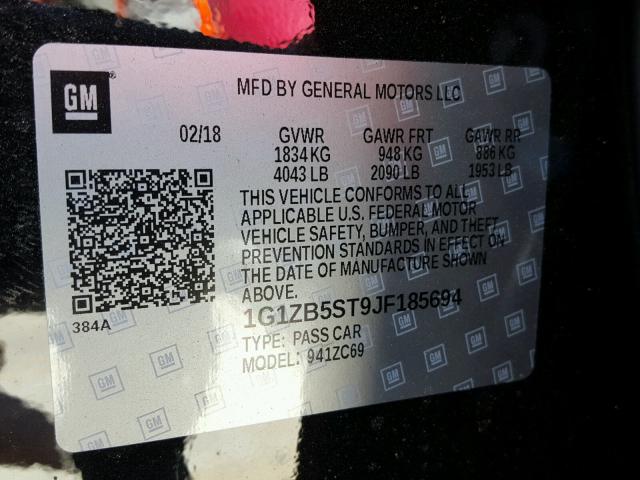 GM®
MFD BY GENERAL MOTORS LLC
02/18 GVWR GAWR FRT GAWR RR
1834 KG 948 KG 886 KG
4043 LB 2090 LB 1953 LB
THIS VEHICLE CONFORMS TO ALL
APPLICABLE U.S. FEDERAL MOTOR
VEHICLE SAFETY, BUMPER, AND THEFT
PREVENTION STANDARDS IN EFFECT ON
THE DATE OF MANUFACTURE SHOWN
ABOVE.
384A
1G1ZB5ST9JF185694
TYPE: PASS CAR
MODEL: 941ZC69